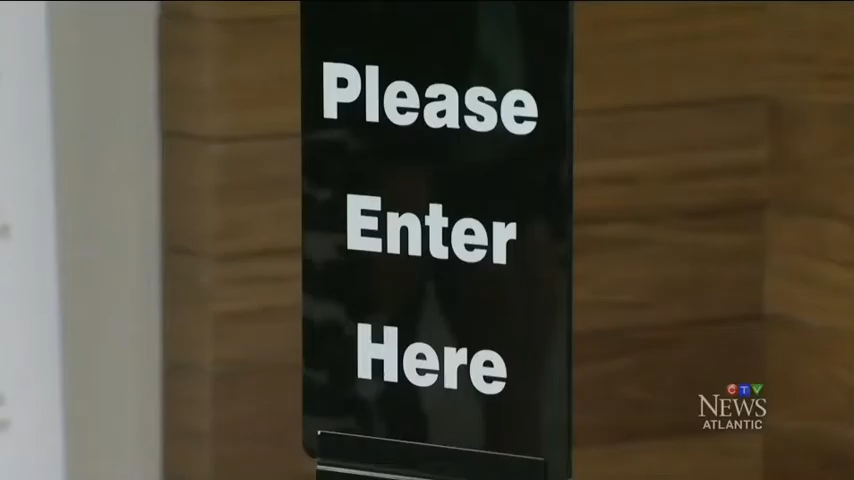 Please
Enter
Here
CTV
NEWS
ATLANTIC